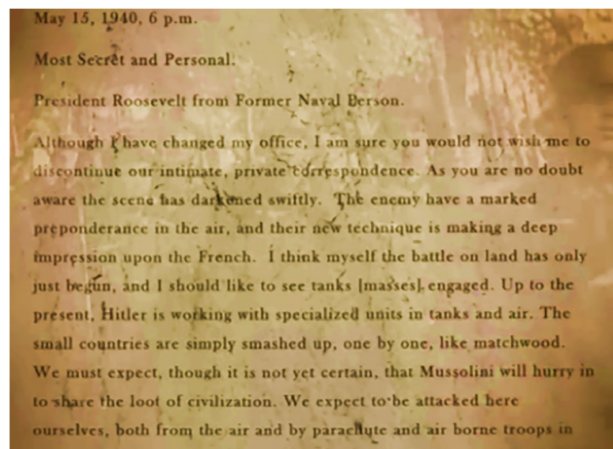 May 15, 1940, 6 p.m.
Most Secret and Personal.
President Roosevelt from Former Naval Person.
Although I have changed my office, I am sure you would not wish me to
discontinue our intimate, private correspondence. As you are no doubt
aware the scene has darkened swiftly. The enemy have a marked
preponderance in the air, and their new technique is making a deep
impression upon the French. I think myself the battle on land has only
just begun, and I should like to see tanks [masses] engaged. Up to the
present, Hitler is working with specialized units in tanks and air. The
small countries are simply smashed up, one by one, like matchwood.
We must expect, though it is not yet certain, that Mussolini will hurry in
to share the loot of civilization. We expect to be attacked here
ourselves, both from the air and by parachute and air borne troops in